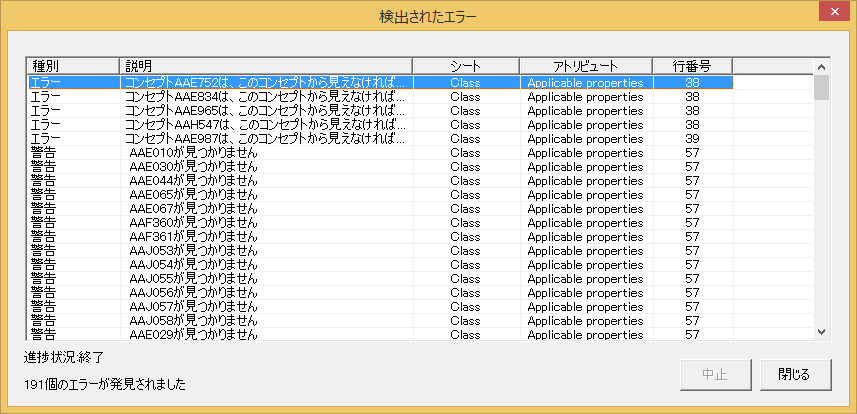 検出されたエラー
種別 説明 シート アトリビュート 行番号
エラー コンセプトAAE752は、このコンセプトから見えなければ... Class Applicable properties 38
エラー コンセプトAAE834は、このコンセプトから見えなければ... Class Applicable properties 38
エラー コンセプトAAE965は、このコンセプトから見えなければ... Class Applicable properties 38
エラー コンセプトAAH547は、このコンセプトから見えなければ... Class Applicable properties 38
エラー コンセプトAAE987は、このコンセプトから見えなければ... Class Applicable properties 39
警告 AAE010が見つかりません Class Applicable properties 57
警告 AAE030が見つかりません Class Applicable properties 57
警告 AAE044が見つかりません Class Applicable properties 57
警告 AAE065が見つかりません Class Applicable properties 57
警告 AAE067が見つかりません Class Applicable properties 57
警告 AAF360が見つかりません Class Applicable properties 57
警告 AAF361が見つかりません Class Applicable properties 57
警告 AAJ053が見つかりません Class Applicable properties 57
警告 AAJ054が見つかりません Class Applicable properties 57
警告 AAJ055が見つかりません Class Applicable properties 57
警告 AAJ056が見つかりません Class Applicable properties 57
警告 AAJ057が見つかりません Class Applicable properties 57
警告 AAJ058が見つかりません Class Applicable properties 57
警告 AAE029が見つかりません Class Applicable properties 57
進捗状況:終了
191個のエラーが発見されました
中止 閉じる